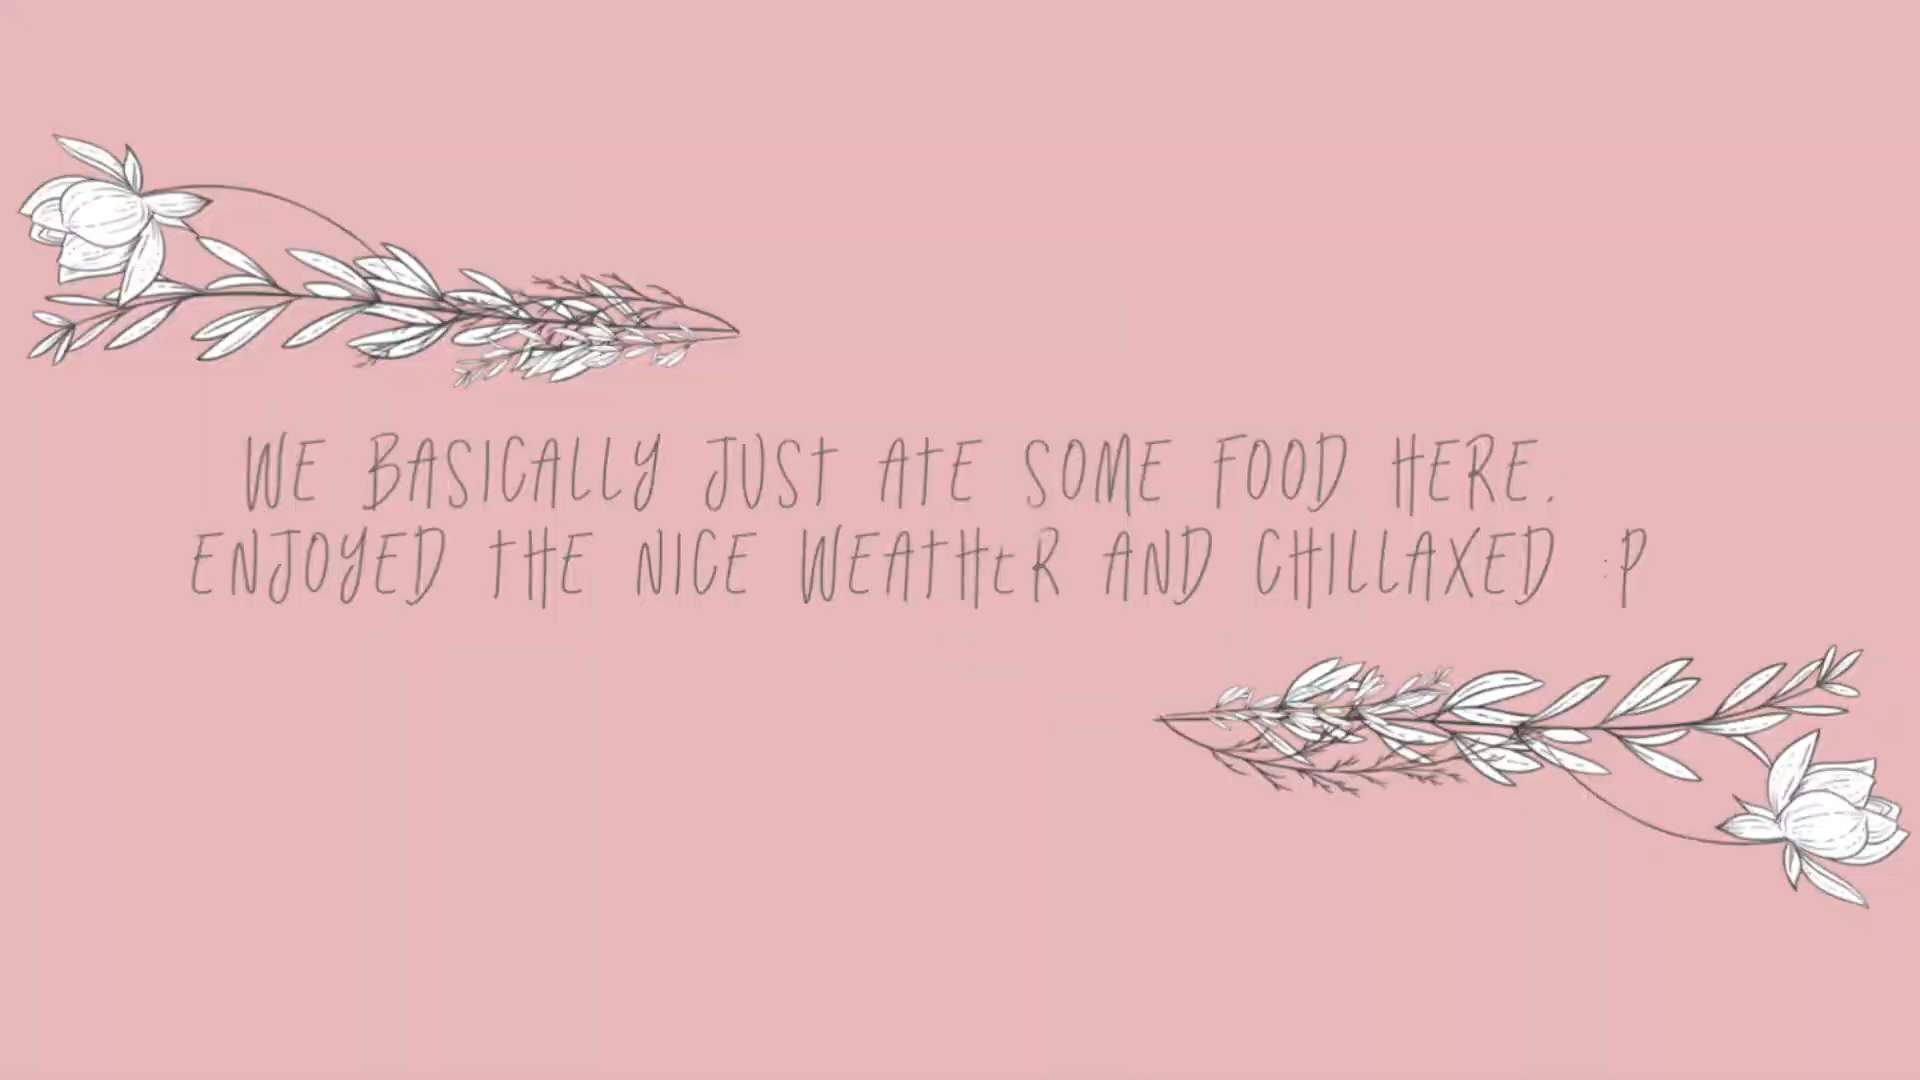 WE BASICALLY JUST ATE SOME FOOD HERE.
ENJOYED THE NICE WEATHER AND CHILLAXED :P